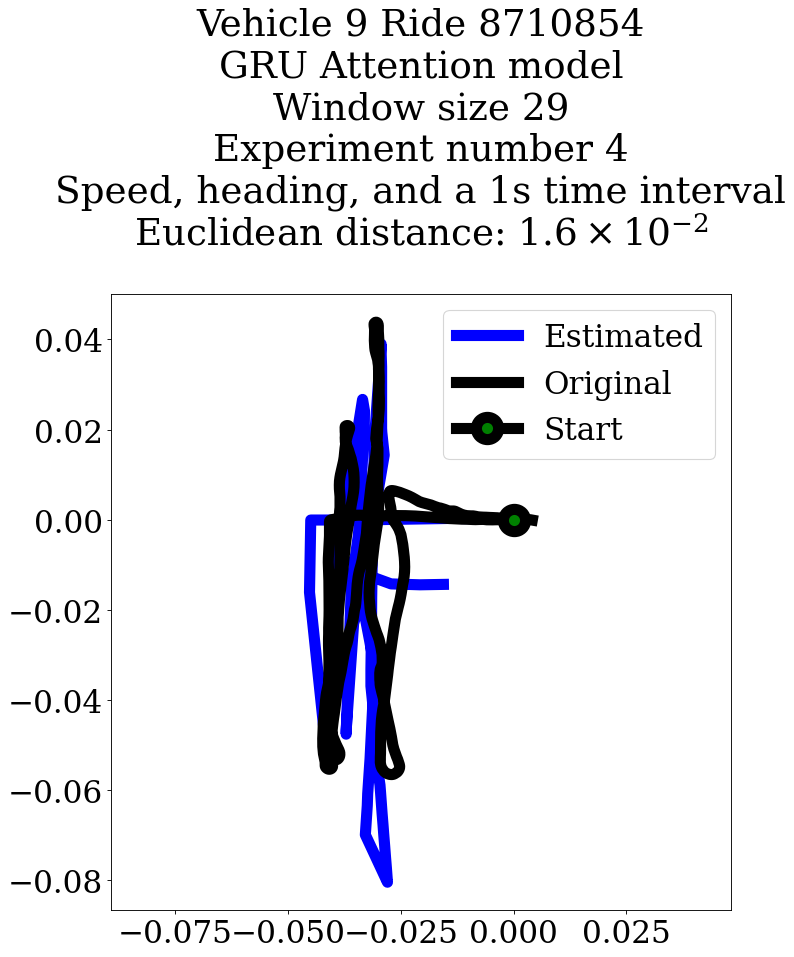 Vehicle 9 Ride 8710854
GRU Attention model
Window size 29
Experiment number 4
Speed, heading, and a 1s time interval
Euclidean distance: 1.6 × 10⁻²
Estimated
Original
Start
0.04
0.02
0.00
−0.02
−0.04
−0.06
−0.08
−0.075 −0.050 −0.025 0.000 0.025